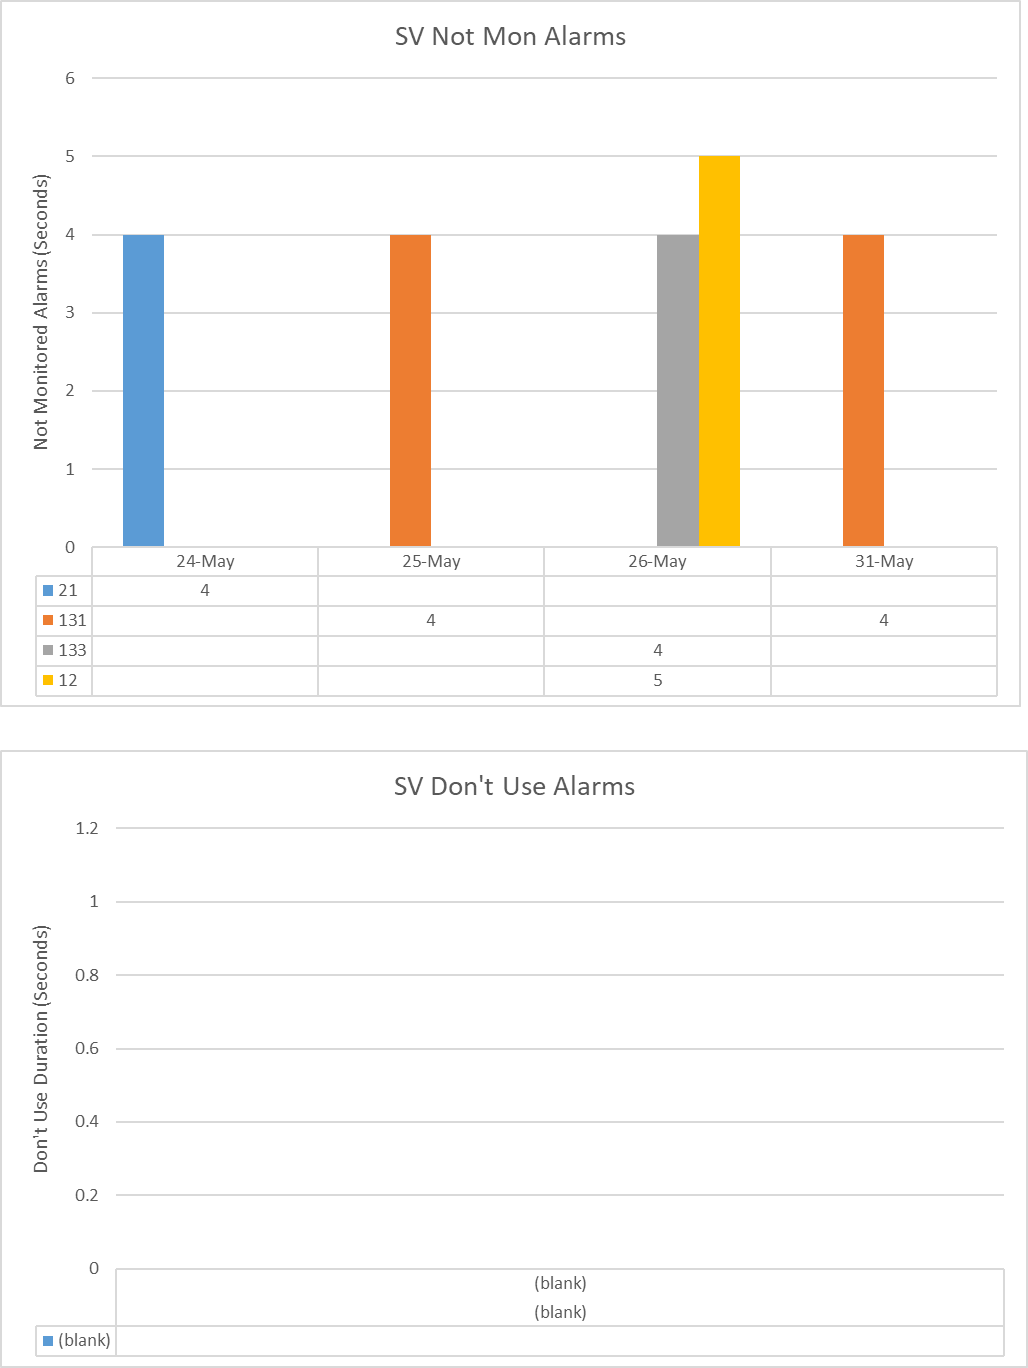 SV Not Mon Alarms
6
5
4
3
2
1
0
Not Monitored Alarms (Seconds)
24-May 25-May 26-May 31-May
21 4
131 4 4
133 4
12 5
SV Don't Use Alarms
1.2
1
0.8
0.6
0.4
0.2
0
Don't Use Duration (Seconds)
(blank)
(blank)
(blank)